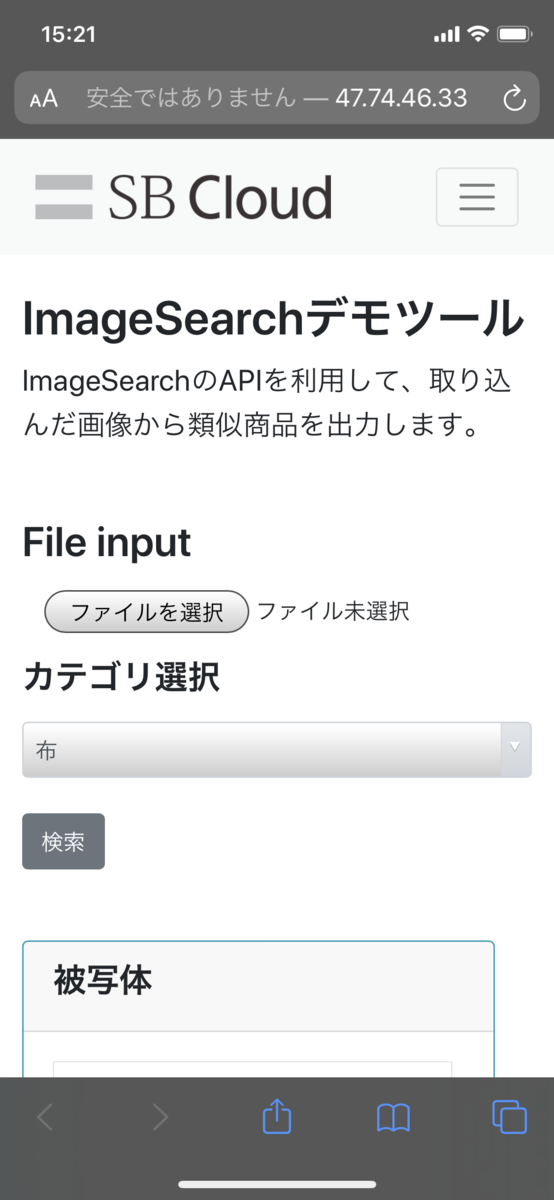 15:21
AA 安全ではありません — 47.74.46.33
SB Cloud
ImageSearchデモツール
ImageSearchのAPIを利用して、取り込
んだ画像から類似商品を出力します。
File input
ファイルを選択 ファイル未選択
カテゴリ選択
布
検索
被写体